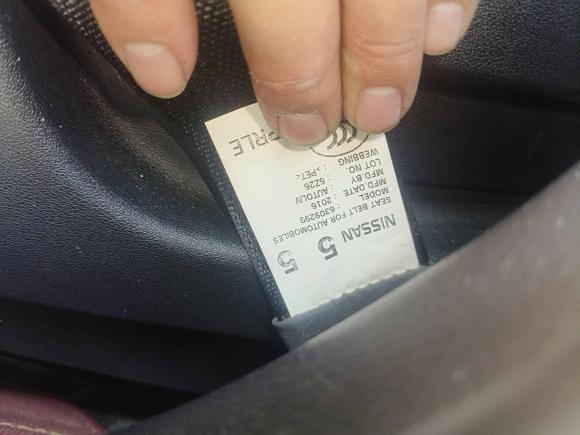 NISSAN 5 5
SEAT BELT FOR AUTOMOBILES
MODEL : 6309299
MFD.DATE : 2016
MFD.BY : AUTOLIV
LOT NO. : 6Z26
WEBBING : >PET<
PRLE